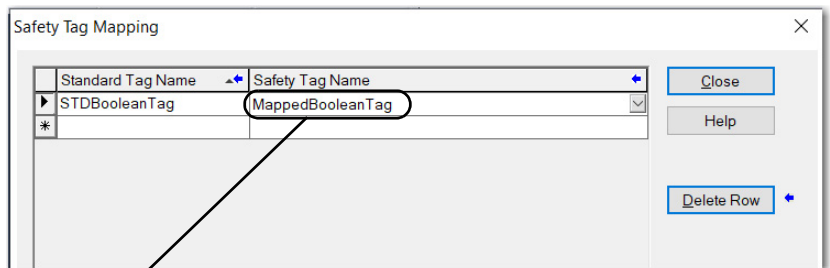 Safety Tag Mapping
Standard Tag Name Safety Tag Name
STDBooleanTag MappedBooleanTag
Close
Help
Delete Row